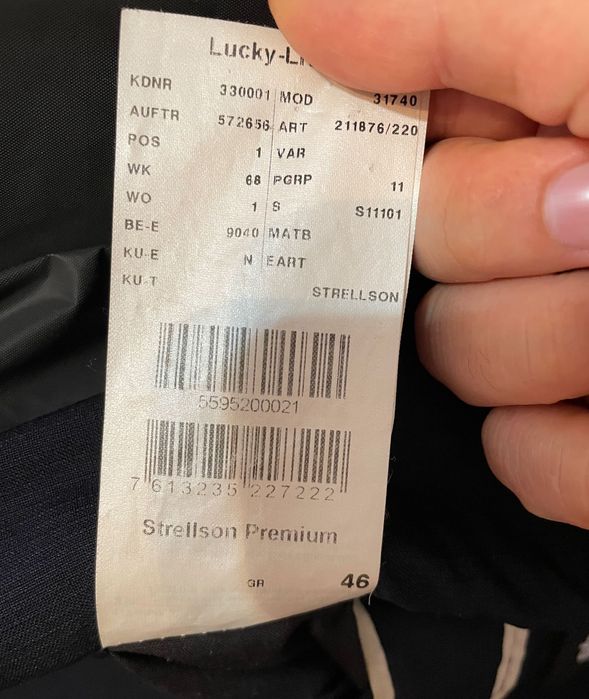 Lucky-L
KDNR 330001 MOD 31740
AUFTR 572656 ART 211876/220
POS 1 VAR
WK 68 PGRP 11
WO 1 S S11101
BE-E 9040 MATB
KU-E N EART
KU-T STRELLSON
5595200021
7 613235 227222
Strellson Premium
GR 46